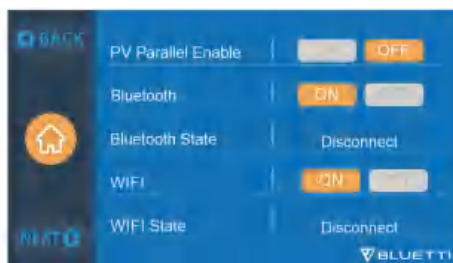 BACK
PV Parallel Enable OFF
Bluetooth ON
Bluetooth State Disconnect
WIFI ON
WIFI State Disconnect
NEXT
BLUETTI